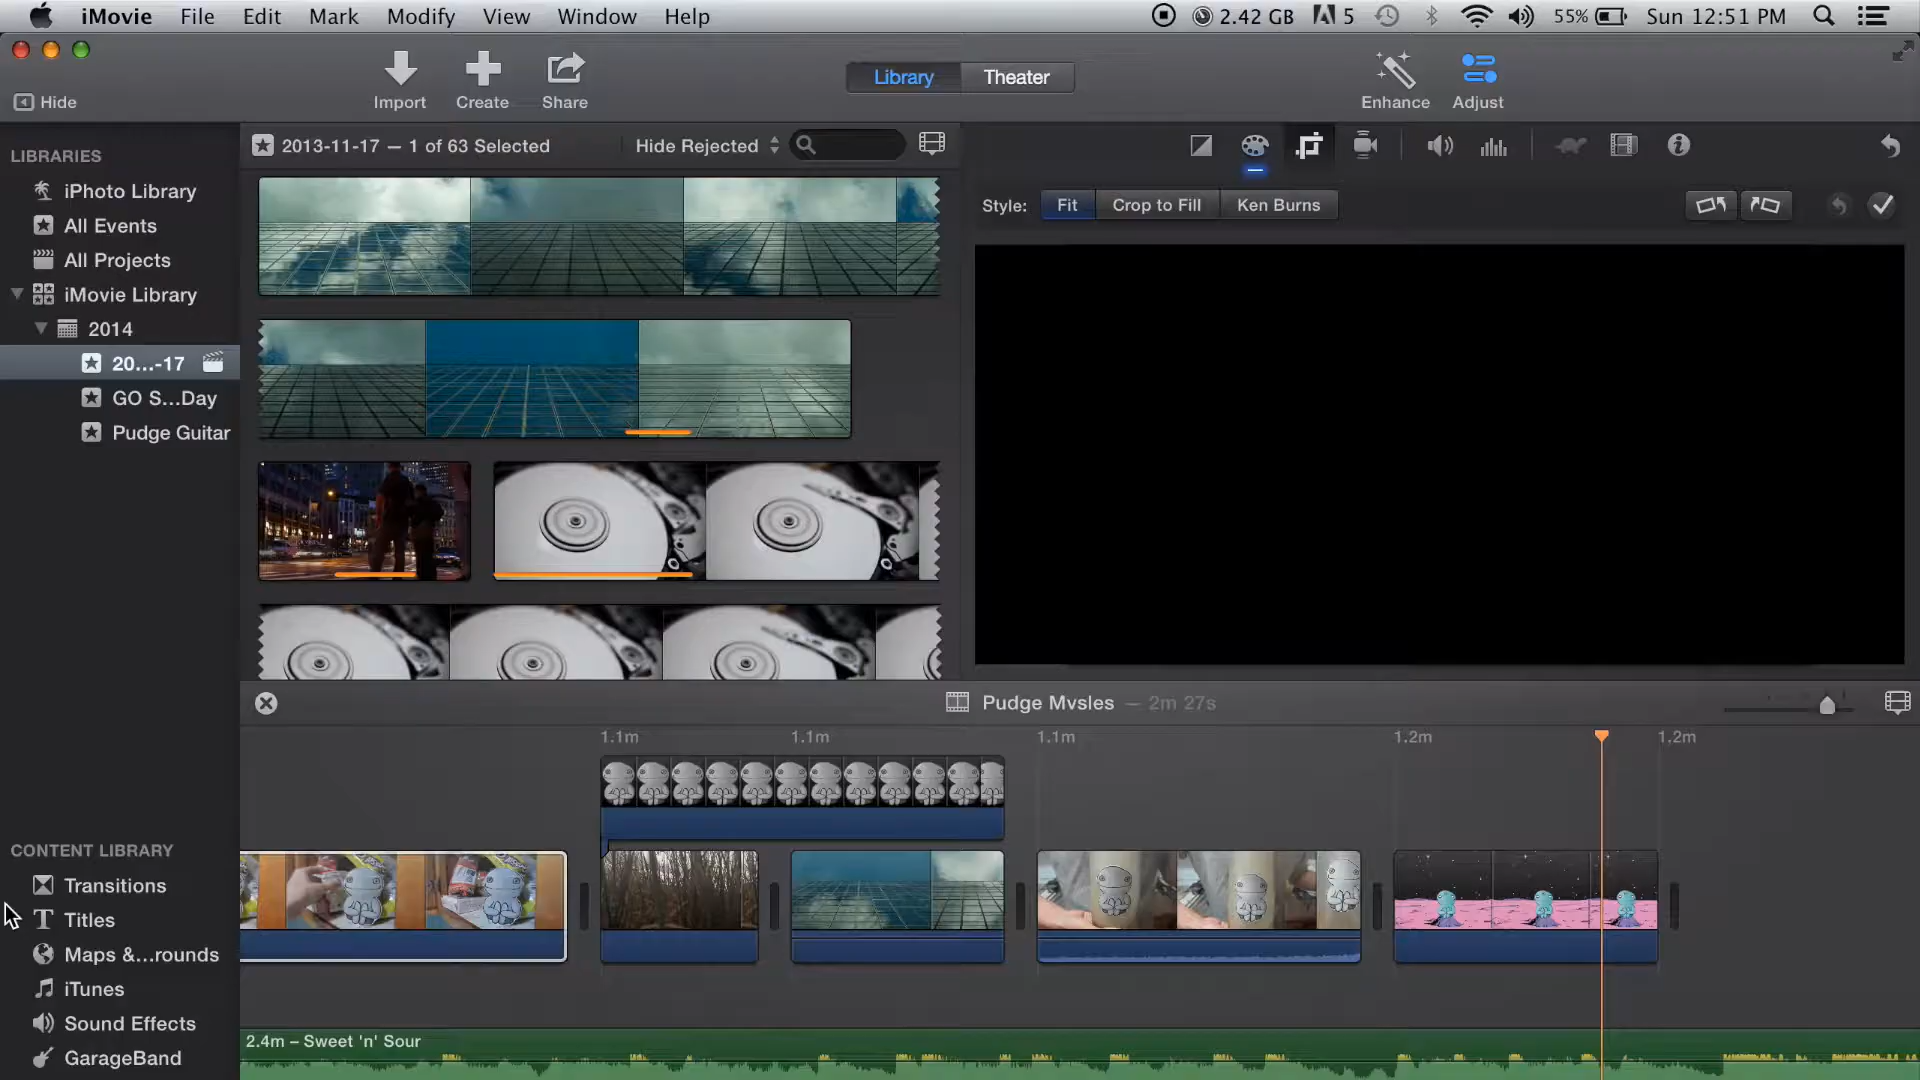 iMovie File Edit Mark Modify View Window Help 2.42 GB 5 55% Sun 12:51 PM
Import Create Share Library Theater Enhance Adjust
Hide
LIBRARIES
iPhoto Library
All Events
All Projects
iMovie Library
2014
20...-17
GO S...Day
Pudge Guitar
2013-11-17 — 1 of 63 Selected Hide Rejected
Style: Fit Crop to Fill Ken Burns
Pudge Mvsles — 2m 27s
1.1m 1.1m 1.1m 1.2m 1.2m
CONTENT LIBRARY
Transitions
Titles
Maps &...rounds
iTunes
Sound Effects
GarageBand
2.4m – Sweet 'n' Sour